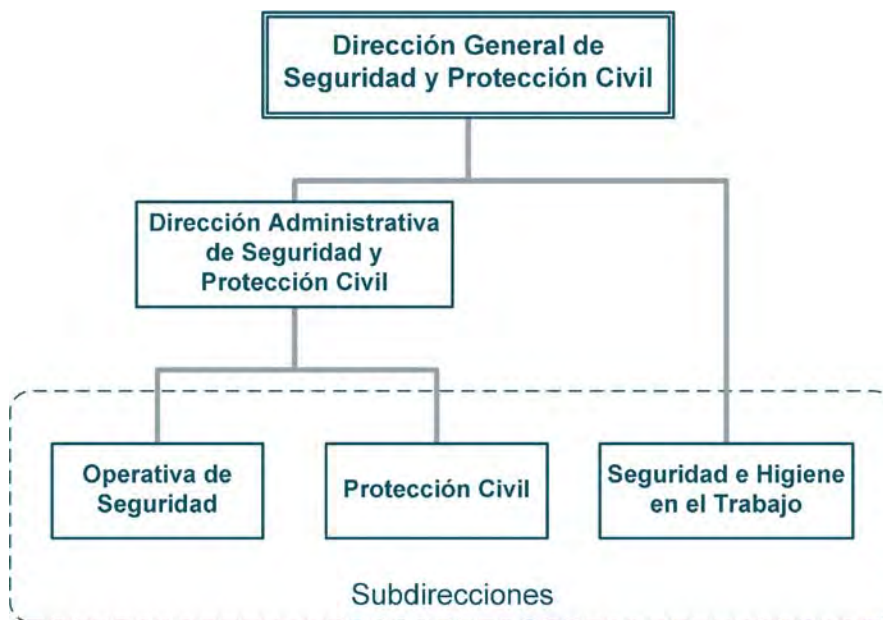 Dirección General de
Seguridad y Protección Civil
Dirección Administrativa
de Seguridad y
Protección Civil
Operativa de
Seguridad
Protección Civil
Seguridad e Higiene
en el Trabajo
Subdirecciones